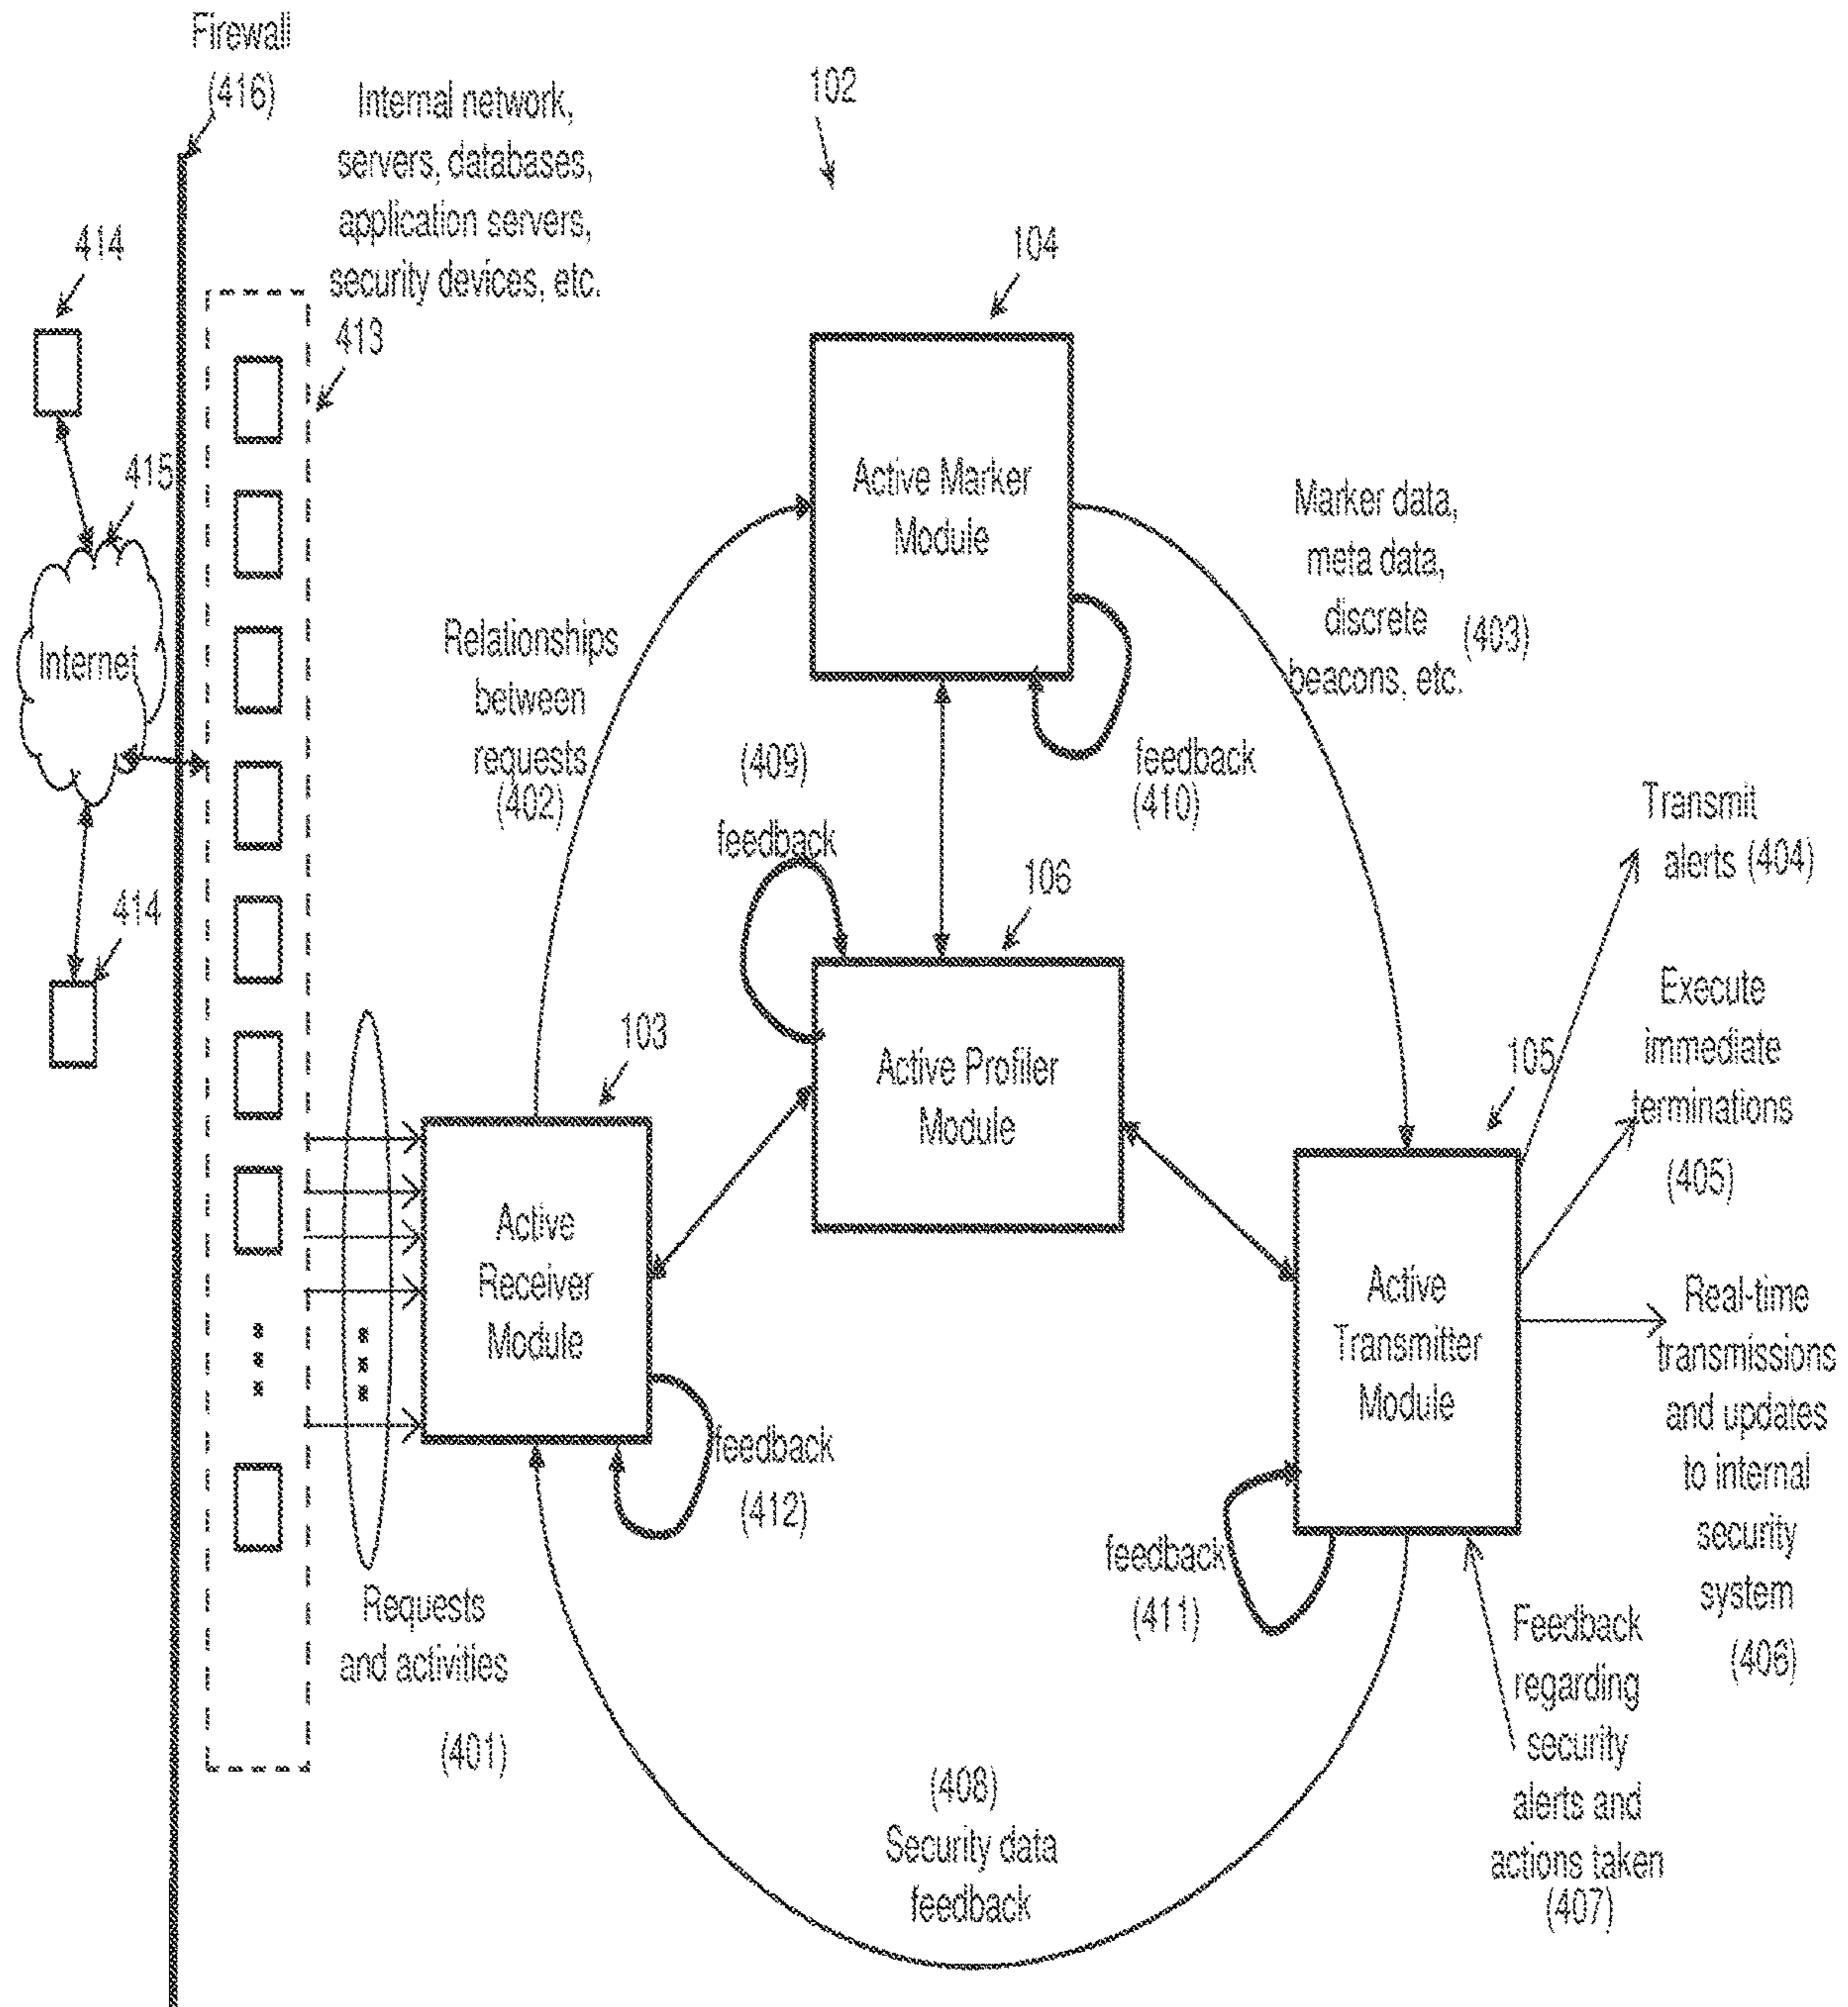 Firewall
(416)
Internal network,
servers, databases,
application servers,
security devices, etc.
413
102
414
415
Internet
414
104
Active Marker
Module
Marker data,
meta data,
discrete
beacons, etc.
(403)
Relationships
between
requests
(402)
(409)
feedback
feedback
(410)
106
Active Profiler
Module
Transmit
alerts (404)
Execute
immediate
terminations
(405)
103
Active
Receiver
Module
105
Active
Transmitter
Module
Real-time
transmissions
and updates
to internal
security
system
(406)
feedback
(412)
feedback
(411)
Requests
and activities
(401)
Feedback
regarding
security
alerts and
actions taken
(407)
(408)
Security data
feedback